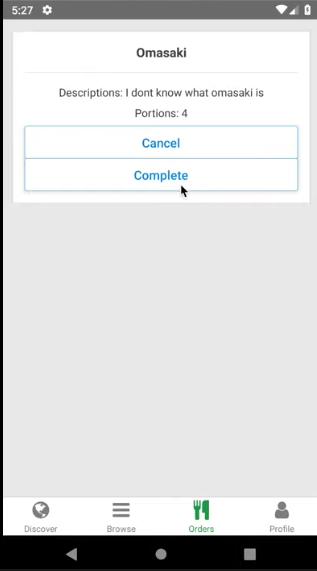 5:27
Omasaki
Descriptions: I dont know what omasaki is
Portions: 4
Cancel
Complete
Discover
Browse
Orders
Profile